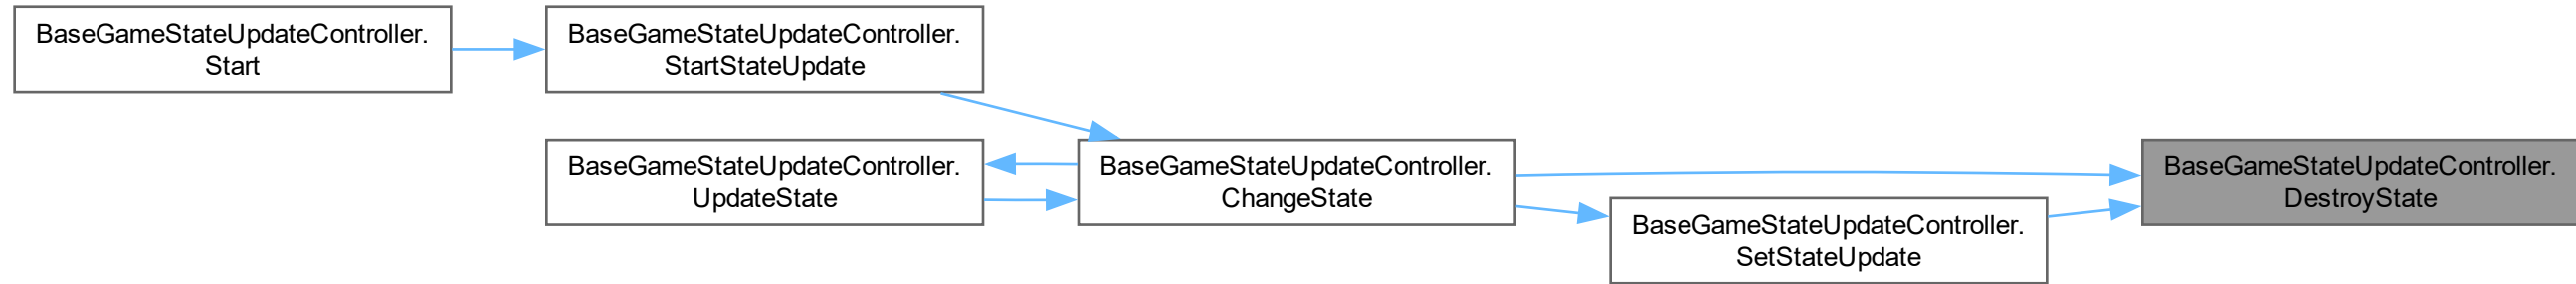 BaseGameStateUpdateController.
Start
BaseGameStateUpdateController.
StartStateUpdate
BaseGameStateUpdateController.
UpdateState
BaseGameStateUpdateController.
ChangeState
BaseGameStateUpdateController.
SetStateUpdate
BaseGameStateUpdateController.
DestroyState